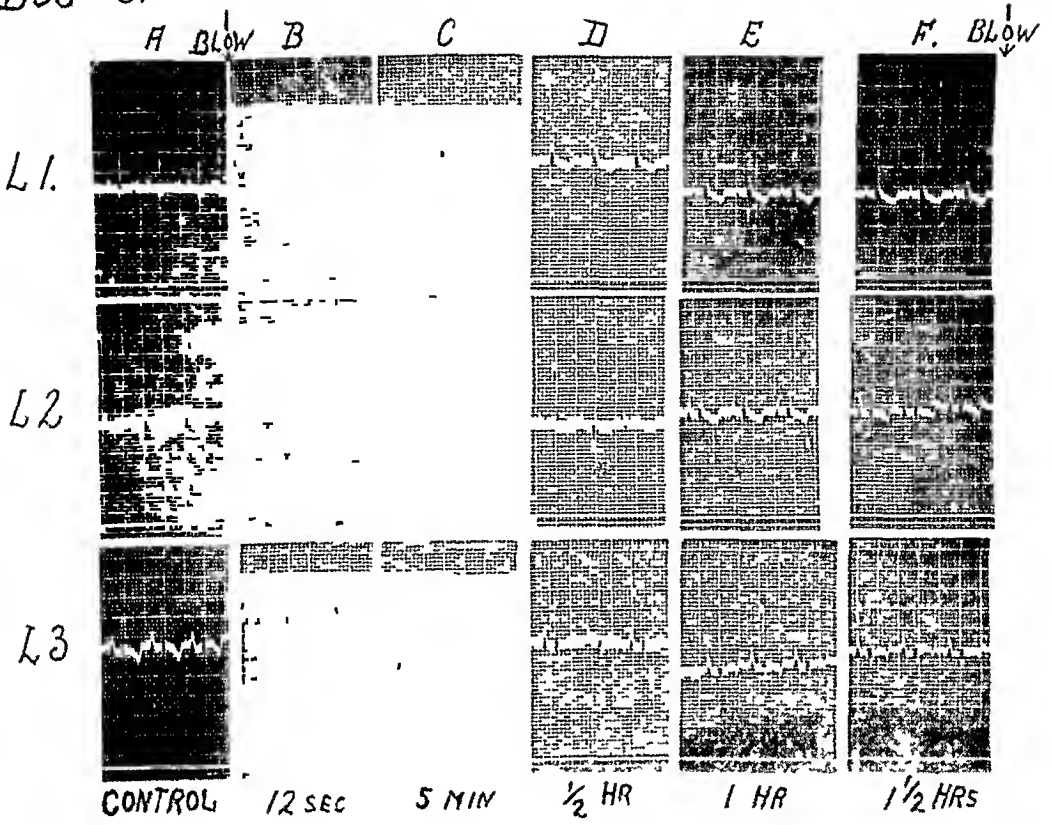 A BLOW B C D E F. BLOW
L1.
L2
L3
CONTROL 12 SEC 5 MIN 1/2 HR 1 HR 1 1/2 HRS